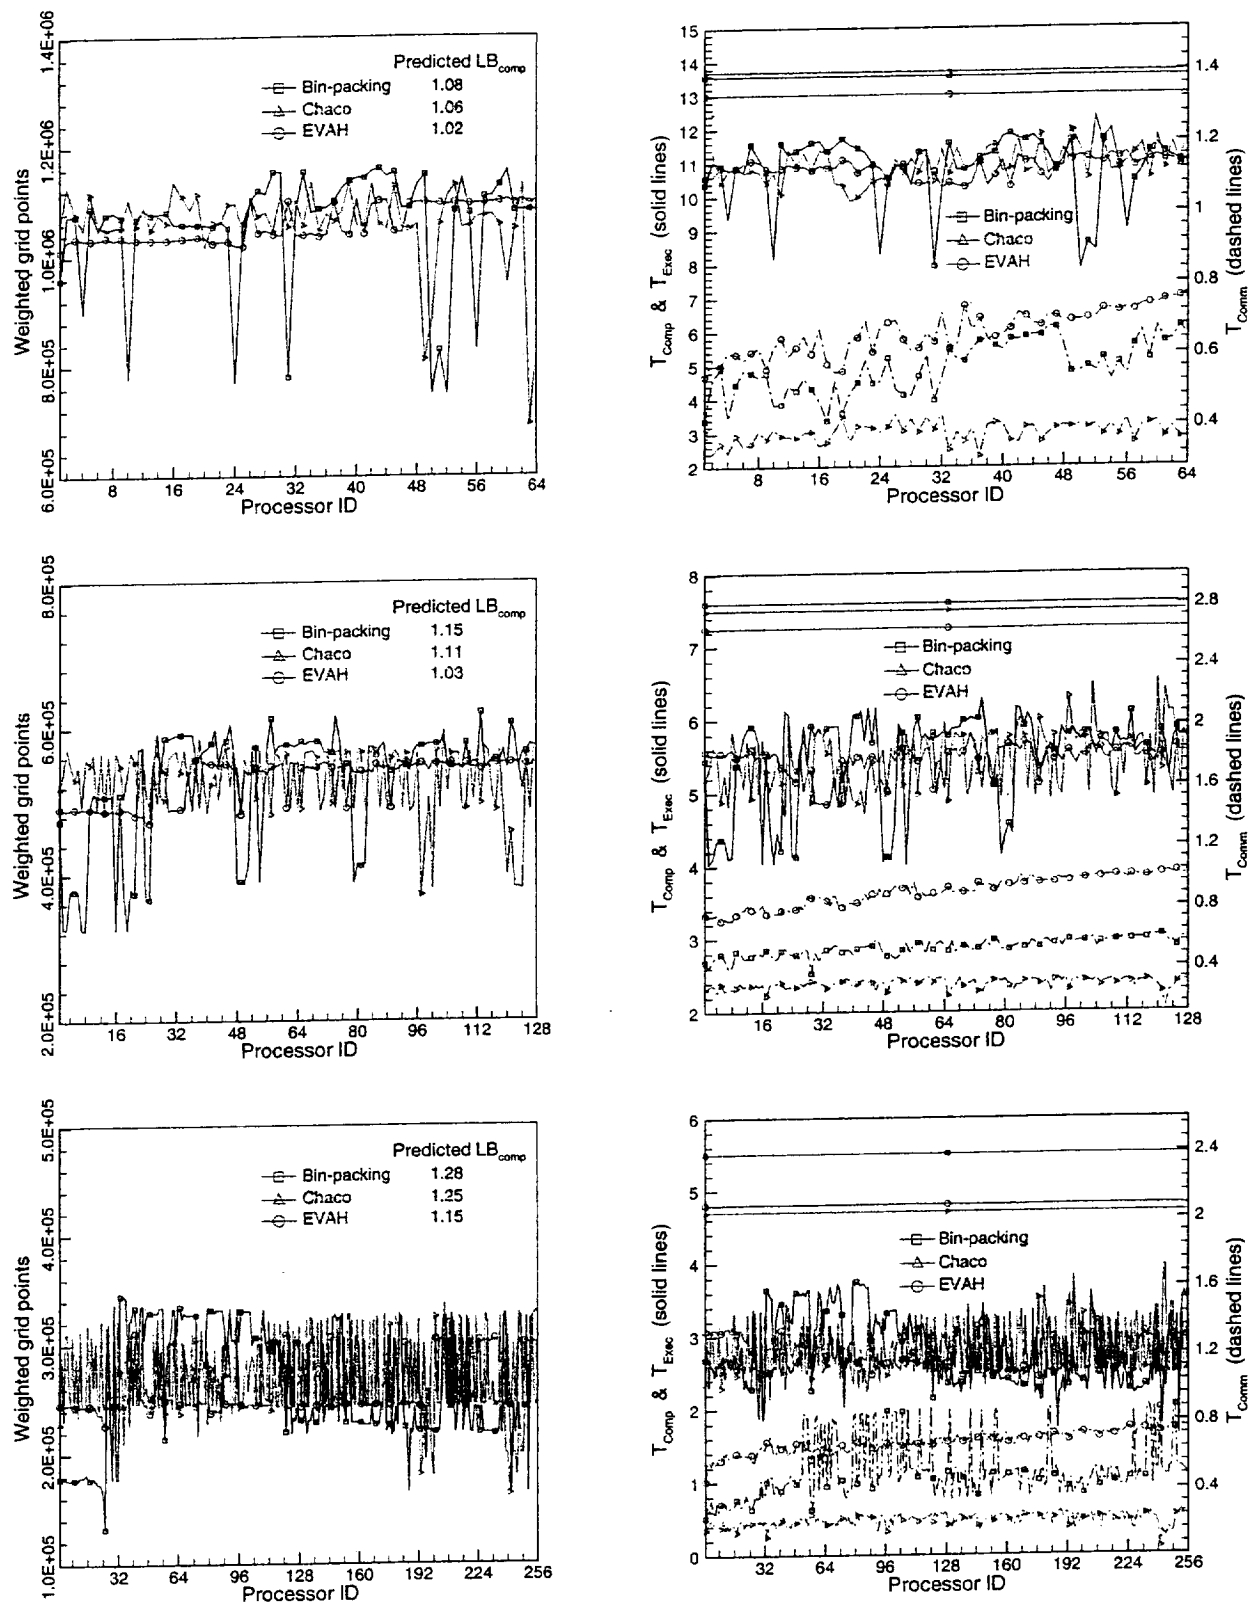 Weighted grid points
1.4E+06
1.2E+06
1.0E+06
8.0E+05
6.0E+05
Predicted LBcomp
Bin-packing 1.08
Chaco 1.06
EVAH 1.02
8 16 24 32 40 48 56 64
Processor ID
TComp & TExec (solid lines)
15
14
13
12
11
10
9
8
7
6
5
4
3
2
Bin-packing
Chaco
EVAH
1.4
1.2
1
0.8
0.6
0.4
TComm (dashed lines)
8 16 24 32 40 48 56 64
Processor ID
Weighted grid points
8.0E+05
6.0E+05
4.0E+05
2.0E+05
Predicted LBcomp
Bin-packing 1.15
Chaco 1.11
EVAH 1.03
16 32 48 64 80 96 112 128
Processor ID
TComp & TExec (solid lines)
8
7
6
5
4
3
2
Bin-packing
Chaco
EVAH
2.8
2.4
2
1.6
1.2
0.8
0.4
TComm (dashed lines)
16 32 48 64 80 96 112 128
Processor ID
Weighted grid points
5.0E+05
4.0E+05
3.0E+05
2.0E+05
1.0E+05
Predicted LBcomp
Bin-packing 1.28
Chaco 1.25
EVAH 1.15
32 64 96 128 160 192 224 256
Processor ID
TComp & TExec (solid lines)
6
5
4
3
2
1
0
Bin-packing
Chaco
EVAH
2.4
2
1.6
1.2
0.8
0.4
TComm (dashed lines)
32 64 96 128 160 192 224 256
Processor ID